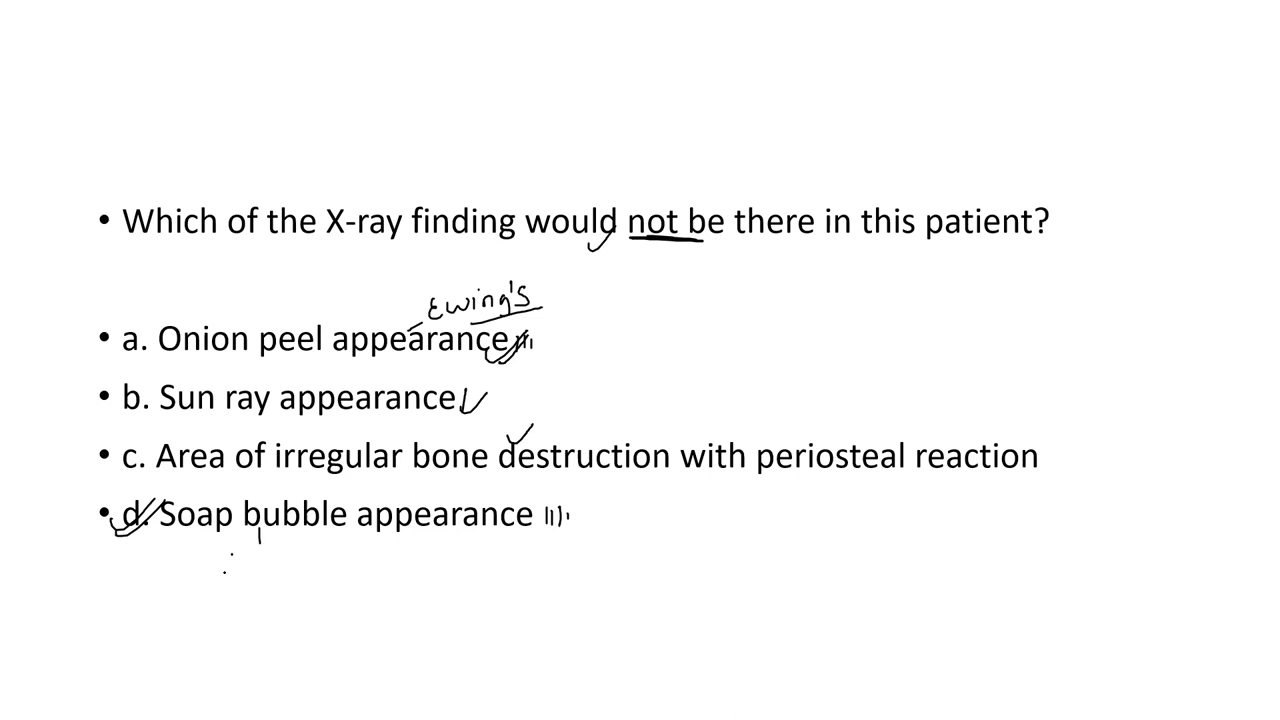 • Which of the X-ray finding would not be there in this patient?
Ewing's
• a. Onion peel appearance
• b. Sun ray appearance
• c. Area of irregular bone destruction with periosteal reaction
• d. Soap bubble appearance